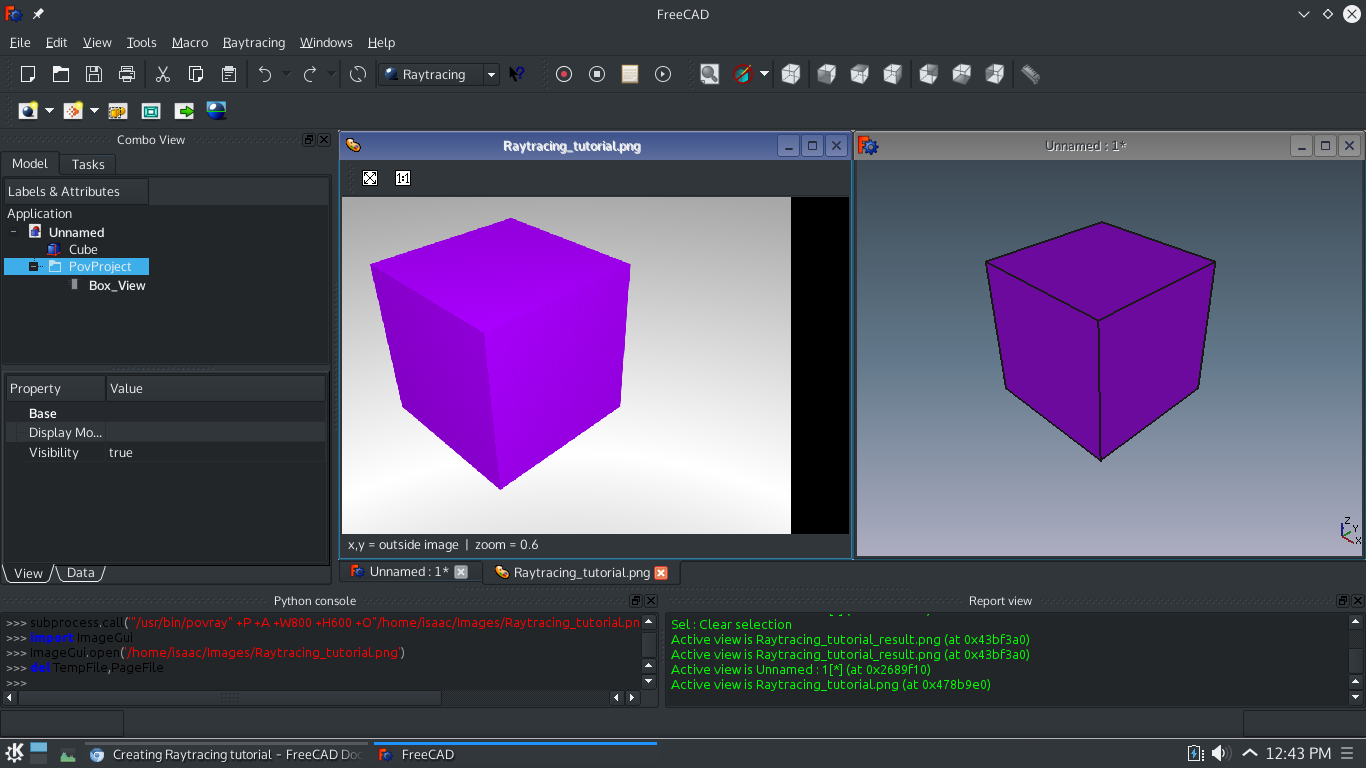 FreeCAD
File Edit View Tools Macro Raytracing Windows Help
Raytracing
Combo View
Model Tasks
Labels & Attributes
Application
Unnamed
Cube
PovProject
Box_View
Property Value
Base
Display Mo...
Visibility true
View Data
Raytracing_tutorial.png
1:1
x,y = outside image | zoom = 0.6
Unnamed : 1*
Z
Y
X
Unnamed : 1* Raytracing_tutorial.png
Python console
>>> subprocess.call('"/usr/bin/povray" +P +A +W800 +H600 +O"/home/isaac/Images/Raytracing_tutorial.pn
>>> import ImageGui
>>> ImageGui.open('/home/isaac/Images/Raytracing_tutorial.png')
>>> del TempFile,PageFile
>>>
Report view
Sel : Clear selection
Active view is Raytracing_tutorial_result.png (at 0x43bf3a0)
Active view is Raytracing_tutorial_result.png (at 0x43bf3a0)
Active view is Unnamed : 1[*] (at 0x2689f10)
Active view is Raytracing_tutorial.png (at 0x478b9e0)
Creating Raytracing tutorial – FreeCAD Doc
FreeCAD
12:43 PM